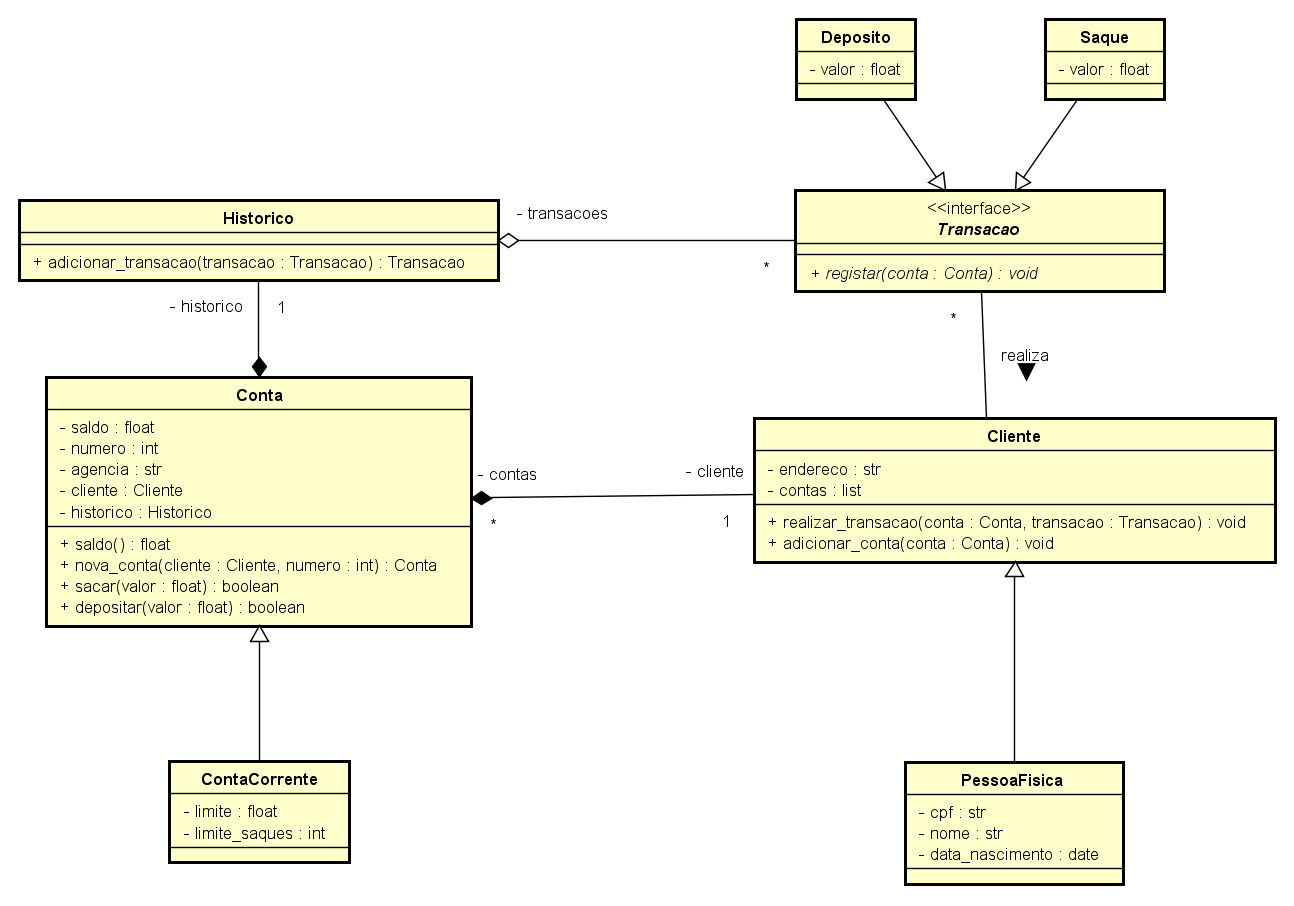 Deposito
- valor : float
Saque
- valor : float
<<interface>>
Transacao
+ registar(conta : Conta) : void
Historico
+ adicionar_transacao(transacao : Transacao) : Transacao
- transacoes
*
- historico
1
*
realiza
Conta
- saldo : float
- numero : int
- agencia : str
- cliente : Cliente
- historico : Historico
+ saldo() : float
+ nova_conta(cliente : Cliente, numero : int) : Conta
+ sacar(valor : float) : boolean
+ depositar(valor : float) : boolean
- contas
*
- cliente
1
Cliente
- endereco : str
- contas : list
+ realizar_transacao(conta : Conta, transacao : Transacao) : void
+ adicionar_conta(conta : Conta) : void
ContaCorrente
- limite : float
- limite_saques : int
PessoaFisica
- cpf : str
- nome : str
- data_nascimento : date